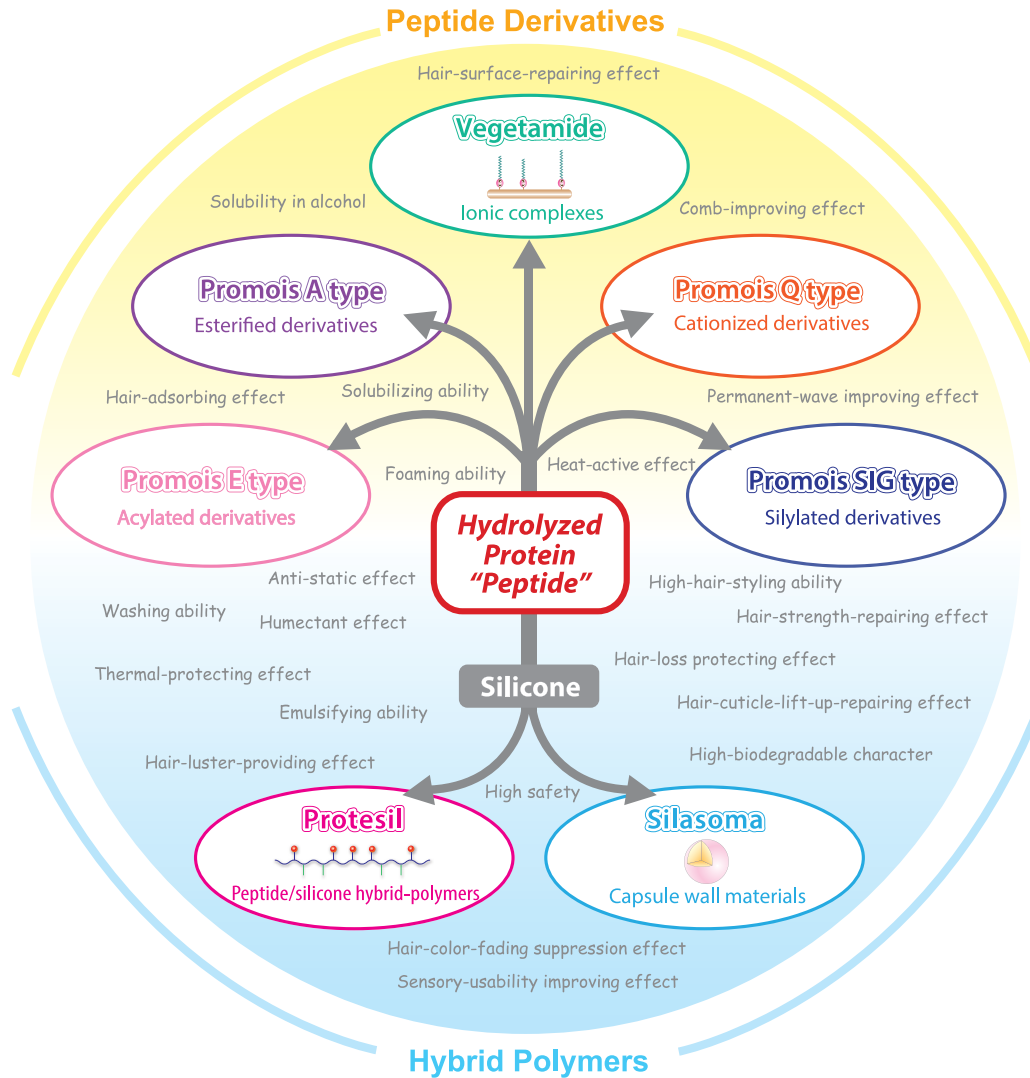 Peptide Derivatives
Hair-surface-repairing effect
Vegetamide
C C C
Ionic complexes
Solubility in alcohol
Comb-improving effect
Promois A type
Esterified derivatives
Promois Q type
Cationized derivatives
Hair-adsorbing effect
Solubilizing ability
Permanent-wave improving effect
Promois E type
Acylated derivatives
Foaming ability
Heat-active effect
Promois SIG type
Silylated derivatives
Hydrolyzed
Protein
“Peptide”
Anti-static effect
High-hair-styling ability
Washing ability
Humectant effect
Hair-strength-repairing effect
Thermal-protecting effect
Hair-loss protecting effect
Silicone
Emulsifying ability
Hair-cuticle-lift-up-repairing effect
Hair-luster-providing effect
High-biodegradable character
High safety
Protesil
Peptide/silicone hybrid-polymers
Silasoma
Capsule wall materials
Hair-color-fading suppression effect
Sensory-usability improving effect
Hybrid Polymers